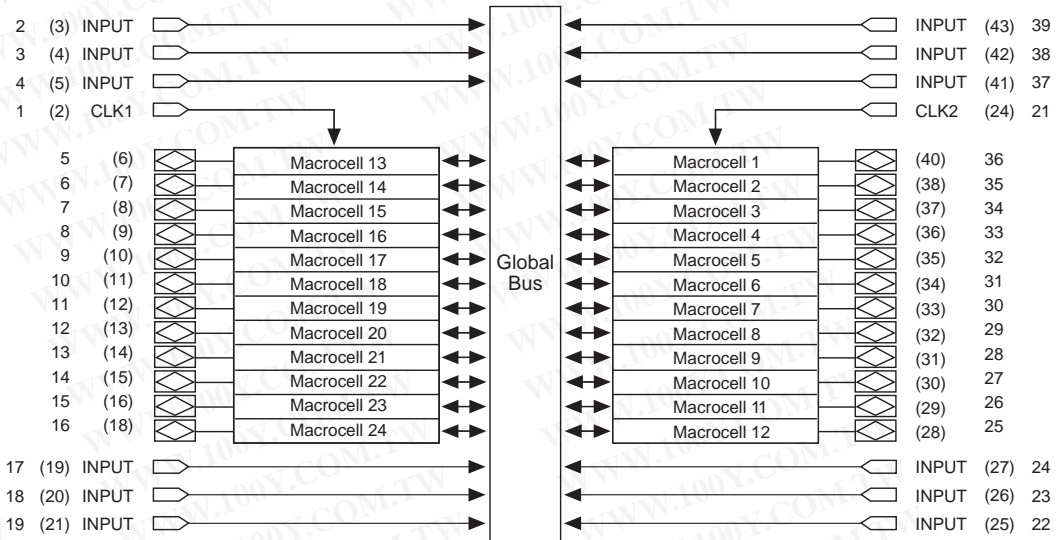 2 (3) INPUT INPUT (43) 39
3 (4) INPUT INPUT (42) 38
4 (5) INPUT INPUT (41) 37
1 (2) CLK1 CLK2 (24) 21
5 (6) Macrocell 13 Macrocell 1 (40) 36
6 (7) Macrocell 14 Macrocell 2 (38) 35
7 (8) Macrocell 15 Macrocell 3 (37) 34
8 (9) Macrocell 16 Macrocell 4 (36) 33
9 (10) Macrocell 17 Global Macrocell 5 (35) 32
10 (11) Macrocell 18 Bus Macrocell 6 (34) 31
11 (12) Macrocell 19 Macrocell 7 (33) 30
12 (13) Macrocell 20 Macrocell 8 (32) 29
13 (14) Macrocell 21 Macrocell 9 (31) 28
14 (15) Macrocell 22 Macrocell 10 (30) 27
15 (16) Macrocell 23 Macrocell 11 (29) 26
16 (18) Macrocell 24 Macrocell 12 (28) 25
17 (19) INPUT INPUT (27) 24
18 (20) INPUT INPUT (26) 23
19 (21) INPUT INPUT (25) 22
WWW.100Y.COM.TW